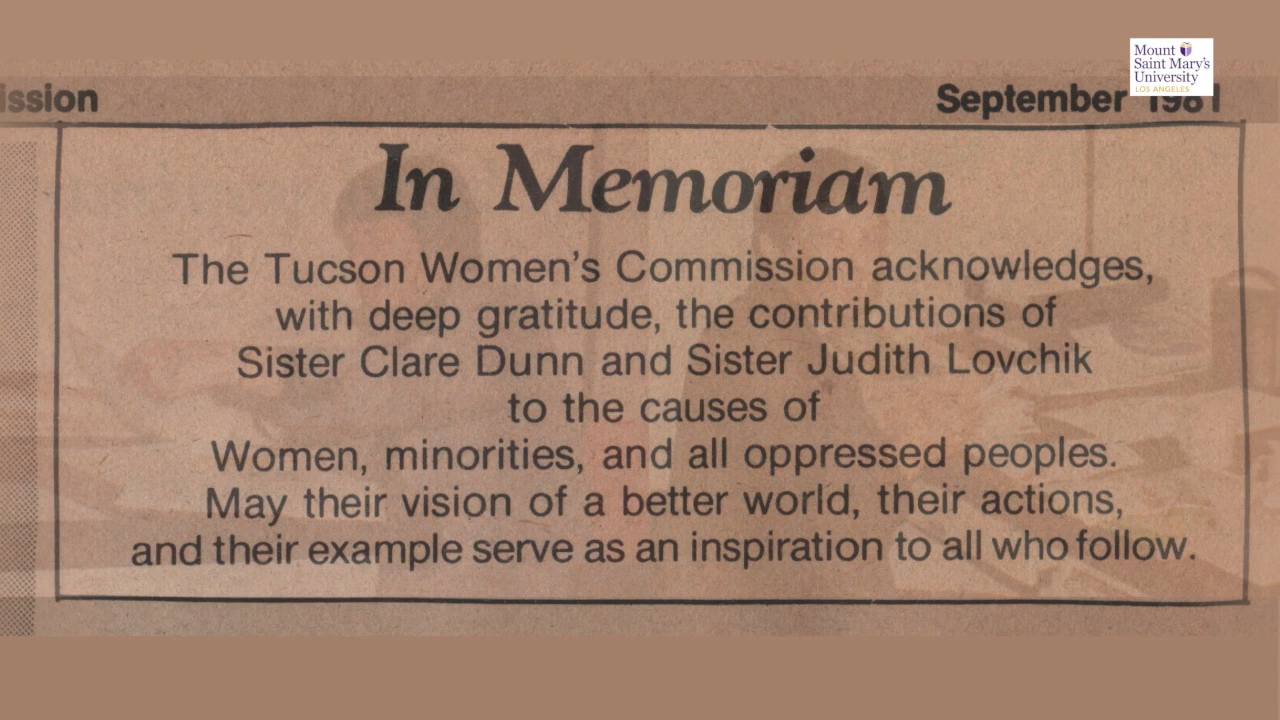 Mount
Saint Mary's
University
LOS ANGELES
ission
September 1981
In Memoriam
The Tucson Women's Commission acknowledges,
with deep gratitude, the contributions of
Sister Clare Dunn and Sister Judith Lovchik
to the causes of
Women, minorities, and all oppressed peoples.
May their vision of a better world, their actions,
and their example serve as an inspiration to all who follow.